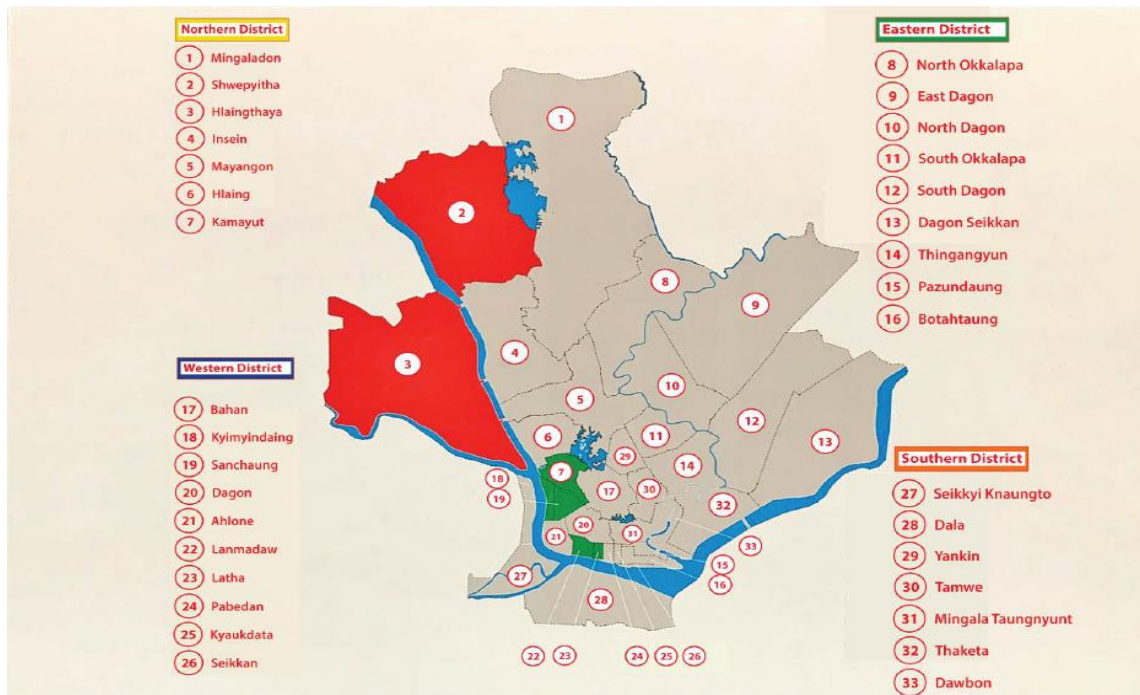 Northern District
1 Mingaladon
2 Shwepyitha
3 Hlaingthaya
4 Insein
5 Mayangon
6 Hlaing
7 Kamayut
Western District
17 Bahan
18 Kyimyindaing
19 Sanchaung
20 Dagon
21 Ahlone
22 Lanmadaw
23 Latha
24 Pabedan
25 Kyaukdata
26 Seikkan
Eastern District
8 North Okkalapa
9 East Dagon
10 North Dagon
11 South Okkalapa
12 South Dagon
13 Dagon Seikkan
14 Thingangyun
15 Pazundaung
16 Botahtaung
Southern District
27 Seikkyi Knaungto
28 Dala
29 Yankin
30 Tamwe
31 Mingala Taungnyunt
32 Thaketa
33 Dawbon
1
2
8
9
3
4
10
5
12
6
11
13
29
7
14
18
17
30
19
32
20
21
31
33
15
27
16
28
22 23 24 25 26